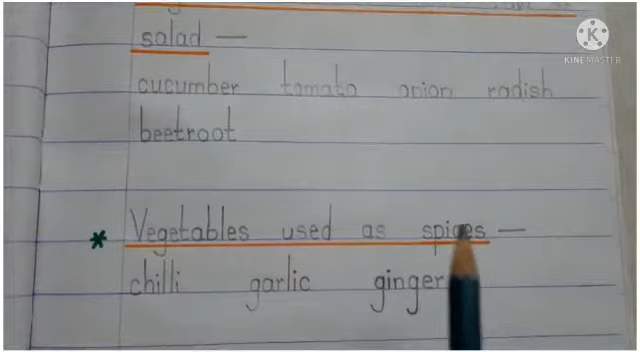 salad —
KINEMASTER
cucumber tomato onion radish
beetroot
* Vegetables used as spices —
chilli garlic ginger